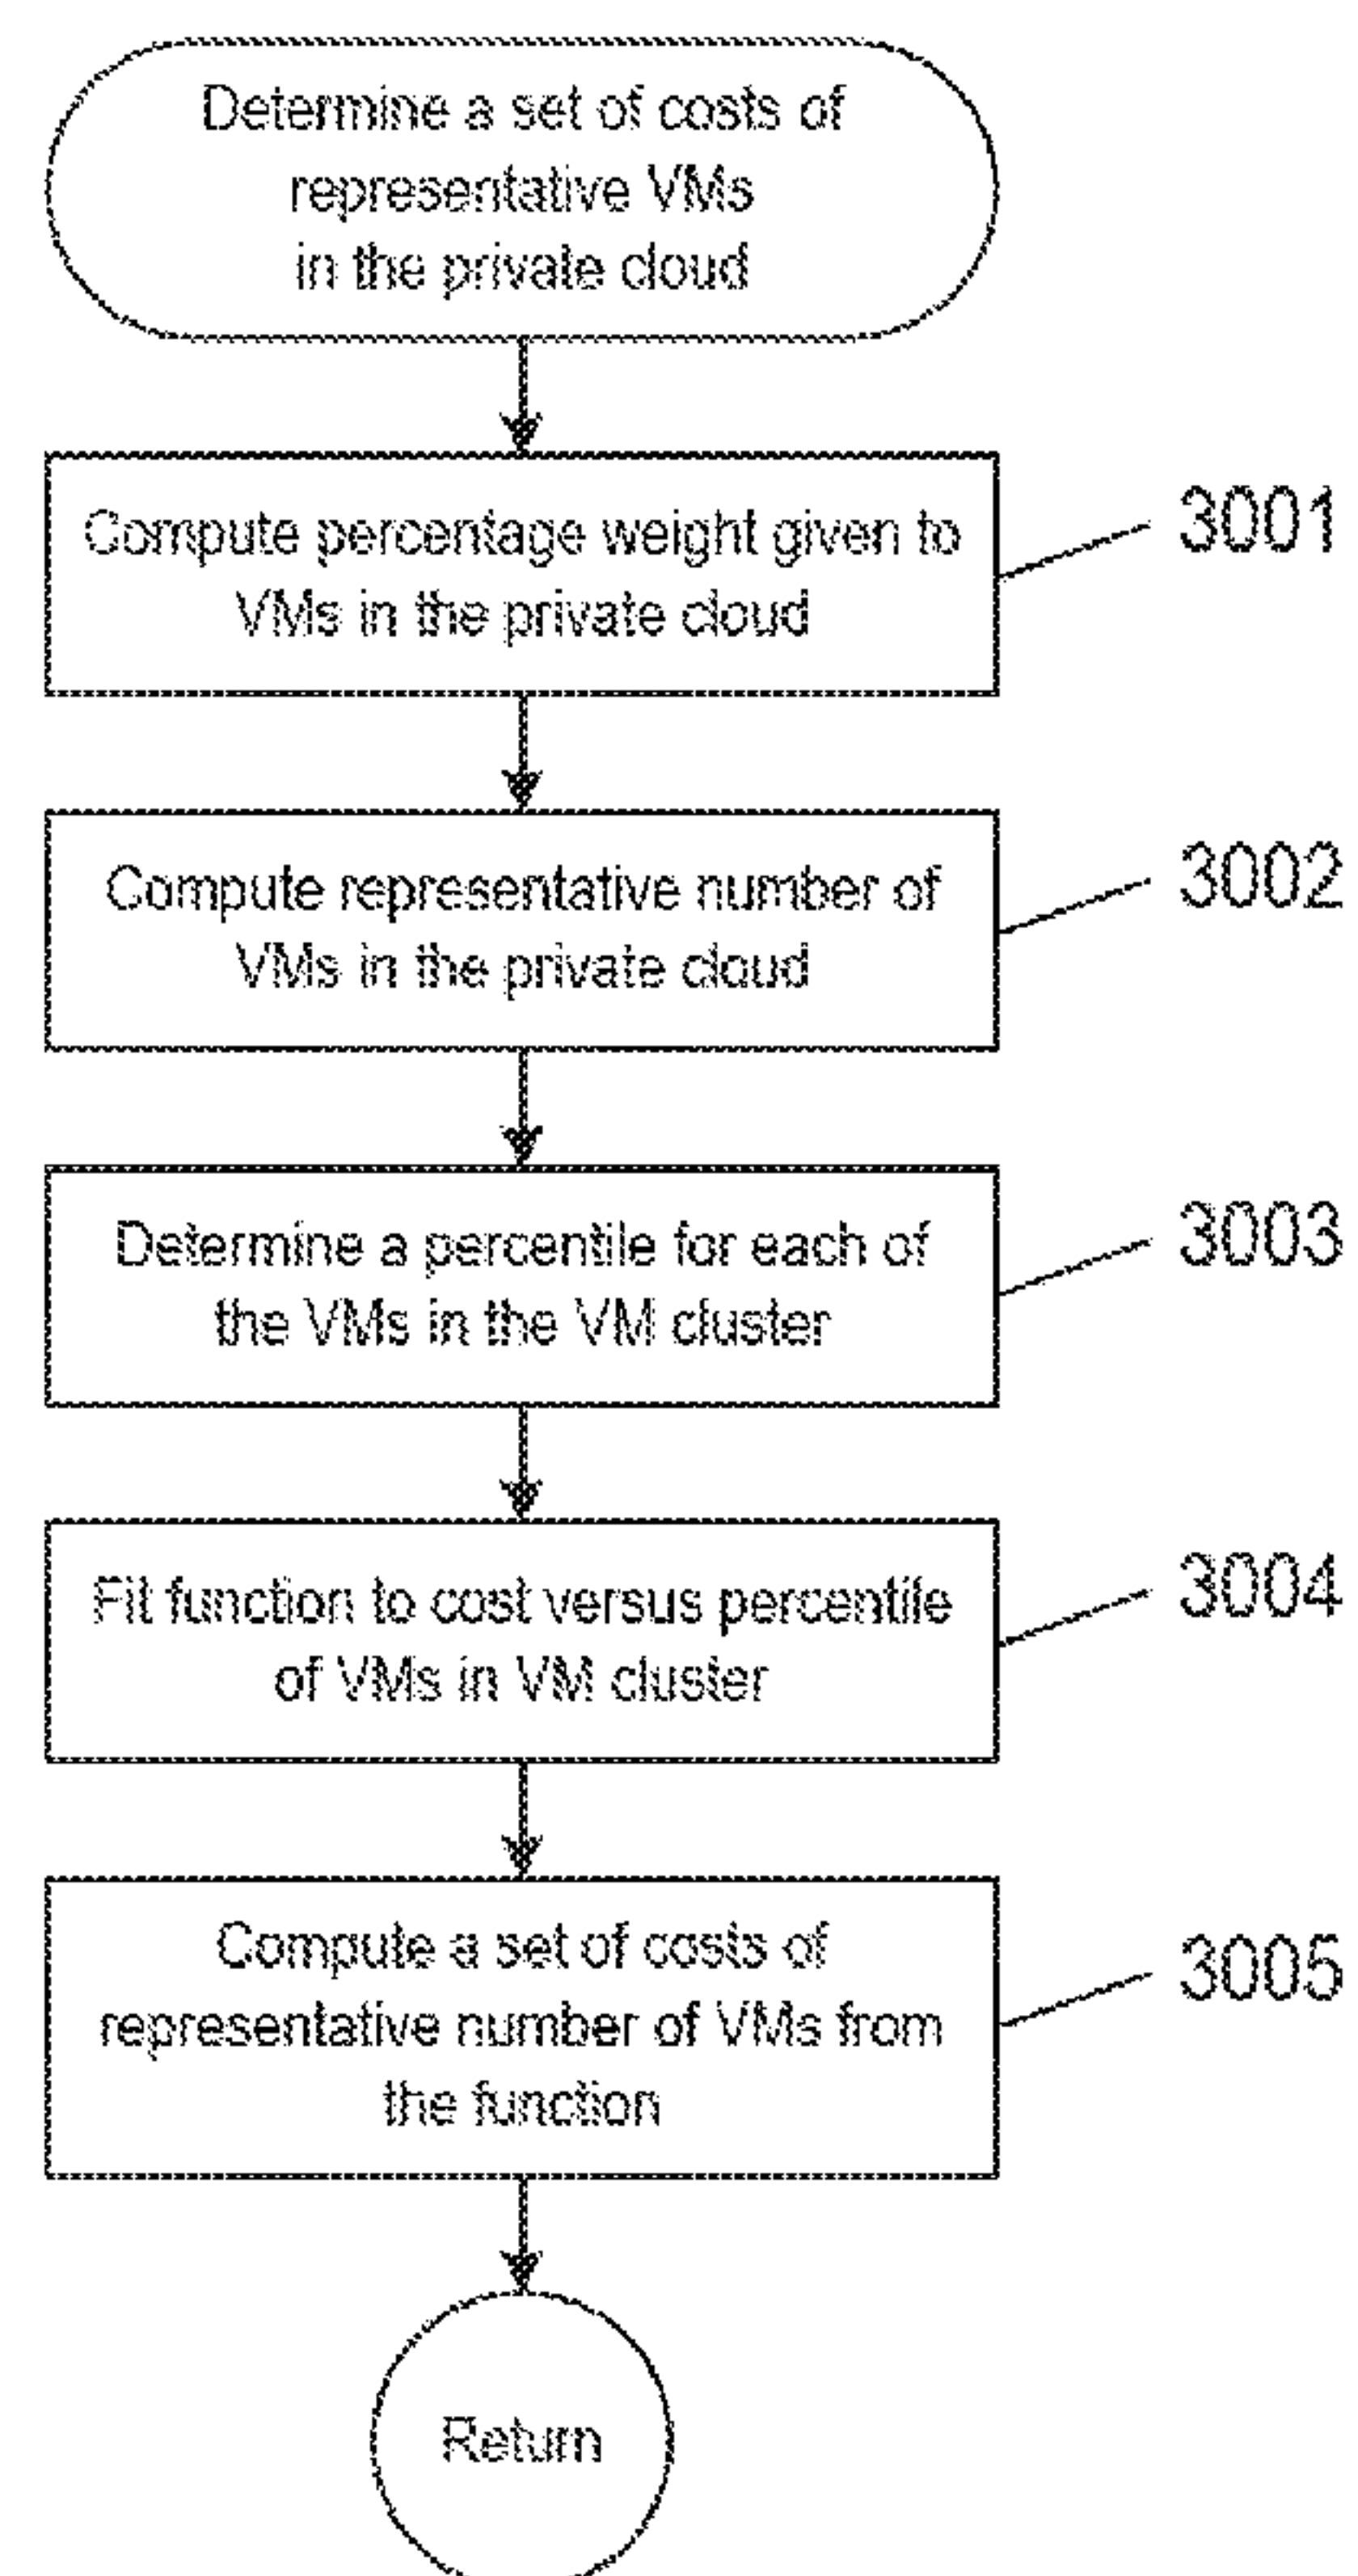 Determine a set of costs of
representative VMs
in the private cloud
Compute percentage weight given to
VMs in the private cloud
3001
Compute representative number of
VMs in the private cloud
3002
Determine a percentile for each of
the VMs in the VM cluster
3003
Fit function to cost versus percentile
of VMs in VM cluster
3004
Compute a set of costs of
representative number of VMs from
the function
3005
Return